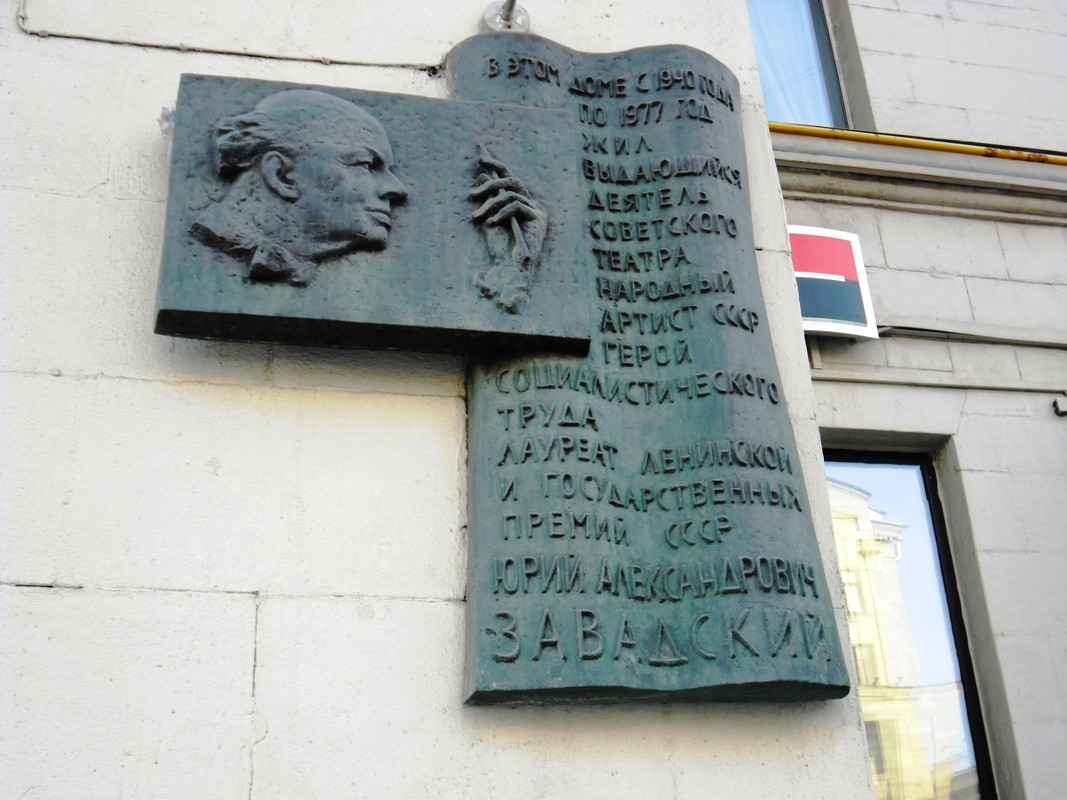 В ЭТОМ ДОМЕ С 1940 ГОДА
ПО 1977 ГОД
ЖИЛ
ВЫДАЮЩИЙСЯ
ДЕЯТЕЛЬ
СОВЕТСКОГО
ТЕАТРА
НАРОДНЫЙ
АРТИСТ СССР
ГЕРОЙ
СОЦИАЛИСТИЧЕСКОГО
ТРУДА
ЛАУРЕАТ ЛЕНИНСКОЙ
И ГОСУДАРСТВЕННЫХ
ПРЕМИЙ СССР
ЮРИЙ АЛЕКСАНДРОВИЧ
ЗАВАДСКИЙ